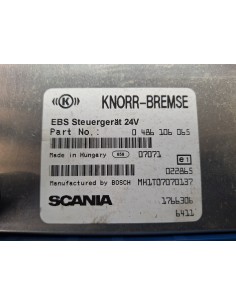 KNORR-BREMSE
EBS Steuergerät 24V
Part No.: 0 486 106 065
Made in Hungary 07071
e1
022865
Manufactured by BOSCH MH1T07070137
SCANIA 1766306
6411